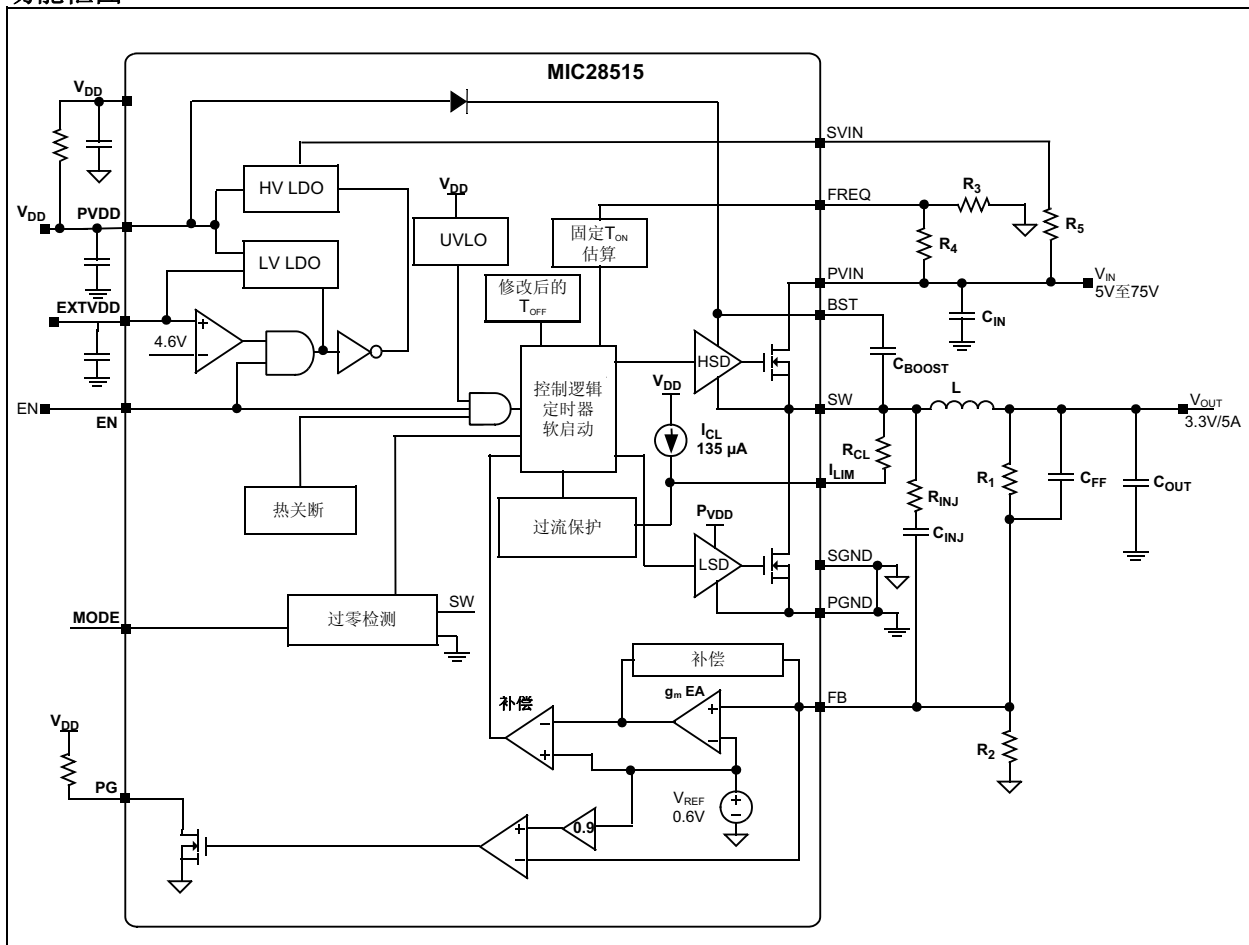 MIC28515
V_DD
SVIN
HV LDO
V_DD
FREQ
R_3
V_DD
PVDD
UVLO
固定T_ON
估算
R_4
R_5
LV LDO
修改后的
T_OFF
PVIN
V_IN
5V至75V
EXTVDD
BST
C_IN
4.6V
HSD
C_BOOST
控制逻辑
定时器
软启动
V_DD
EN
EN
SW
L
V_OUT
3.3V/5A
I_CL
135 µA
R_CL
I_LIM
R_1
C_FF
C_OUT
R_INJ
热关断
过流保护
P_VDD
C_INJ
LSD
SGND
PGND
MODE
过零检测
SW
补偿
g_m EA
补偿
FB
V_DD
R_2
PG
V_REF
0.6V
0.9